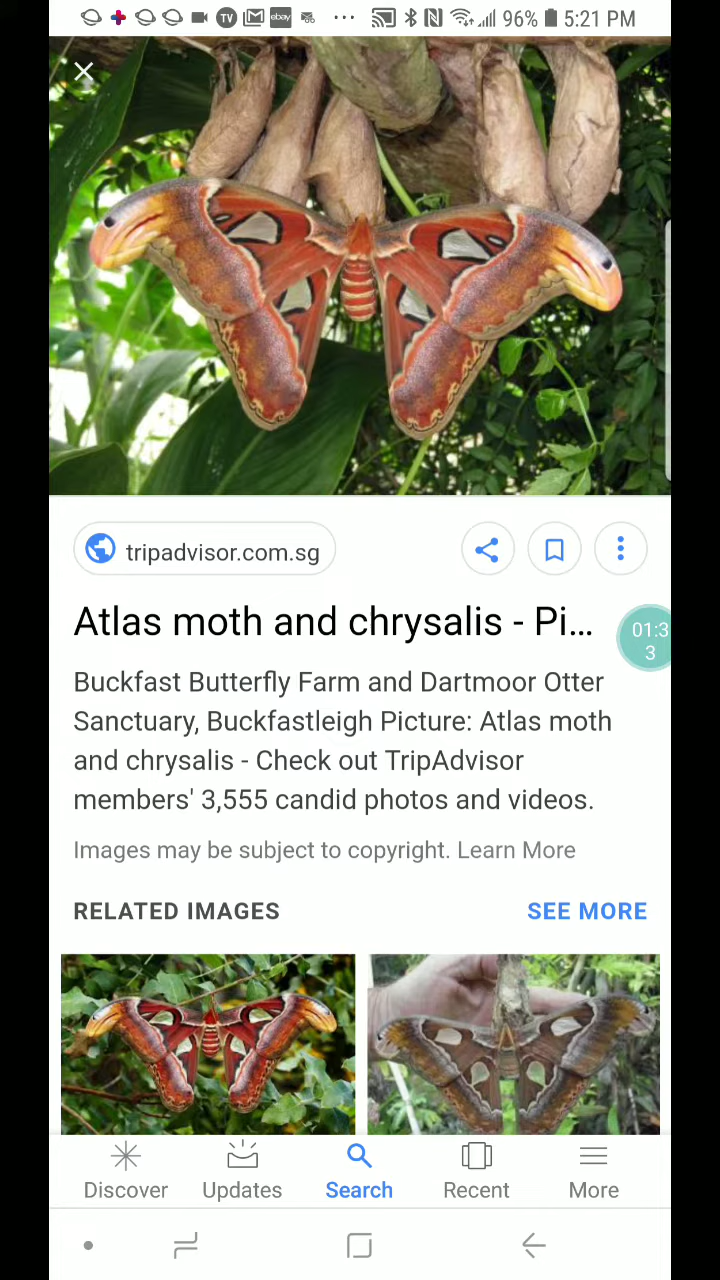 TV
ebay
96%
5:21 PM
tripadvisor.com.sg
Atlas moth and chrysalis - Pi...
01:3
3
Buckfast Butterfly Farm and Dartmoor Otter
Sanctuary, Buckfastleigh Picture: Atlas moth
and chrysalis - Check out TripAdvisor
members' 3,555 candid photos and videos.
Images may be subject to copyright. Learn More
RELATED IMAGES
SEE MORE
Discover
Updates
Search
Recent
More